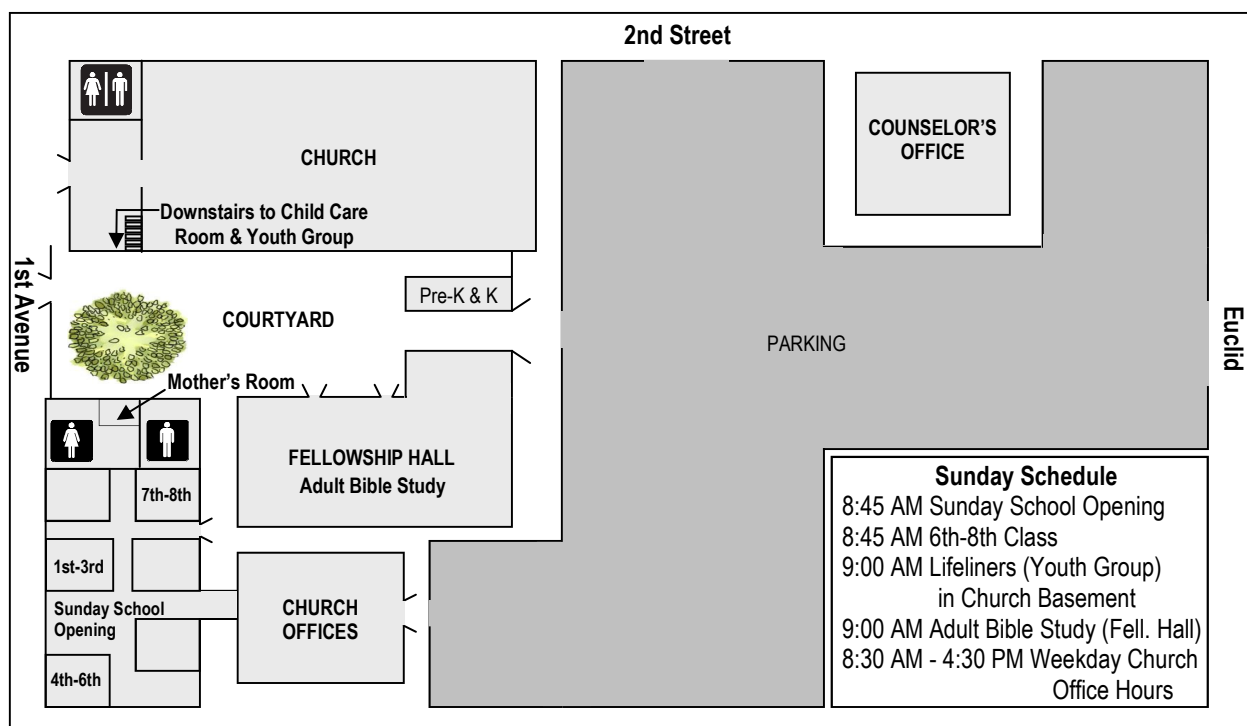 2nd Street
CHURCH
COUNSELOR'S
OFFICE
Downstairs to Child Care
Room & Youth Group
1st Avenue
Pre-K & K
COURTYARD
PARKING
Euclid
Mother's Room
FELLOWSHIP HALL
Adult Bible Study
7th-8th
1st-3rd
Sunday School
Opening
4th-6th
CHURCH
OFFICES
Sunday Schedule
8:45 AM Sunday School Opening
8:45 AM 6th-8th Class
9:00 AM Lifeliners (Youth Group)
in Church Basement
9:00 AM Adult Bible Study (Fell. Hall)
8:30 AM - 4:30 PM Weekday Church
Office Hours